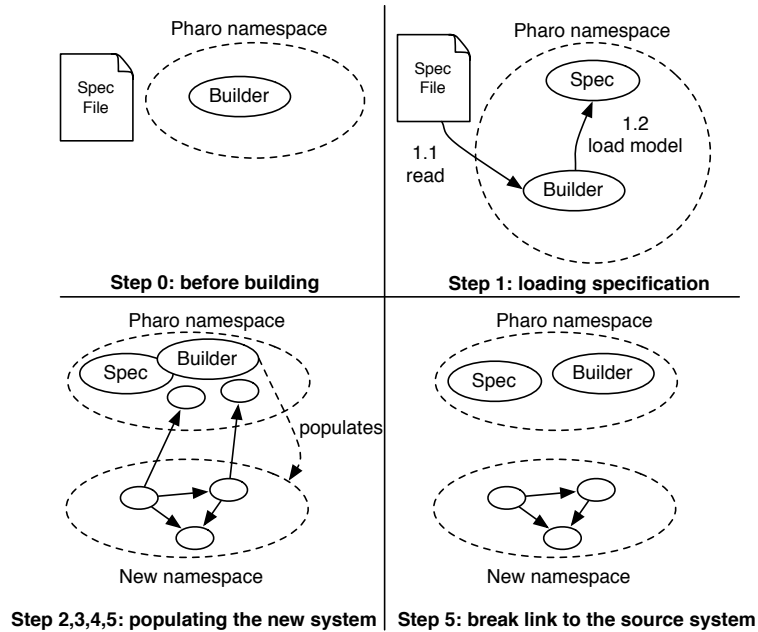 Pharo namespace
Spec
File
Builder
Step 0: before building
Pharo namespace
Spec
File
Spec
1.2
load model
1.1
read
Builder
Step 1: loading specification
Pharo namespace
Spec
Builder
populates
New namespace
Step 2,3,4,5: populating the new system
Pharo namespace
Spec
Builder
New namespace
Step 5: break link to the source system